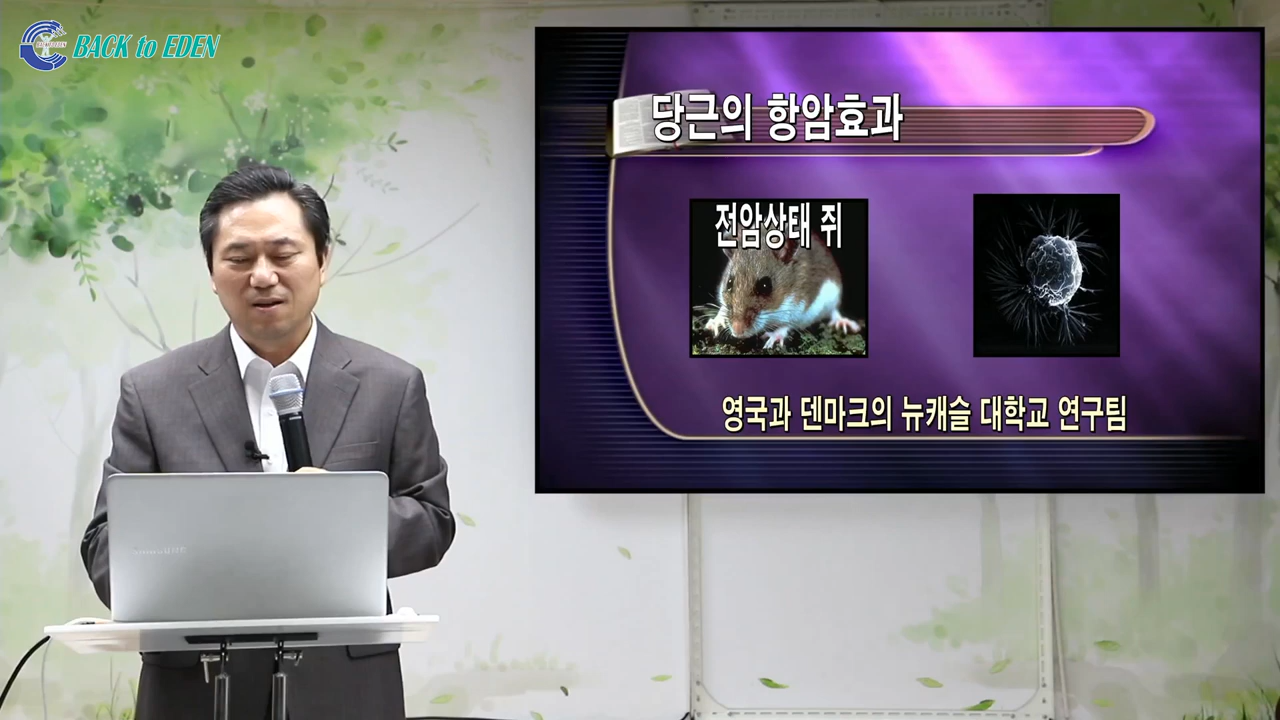 BACK to EDEN
당근의 항암효과
전암상태 쥐
영국과 덴마크의 뉴캐슬 대학교 연구팀
SAMSUNG